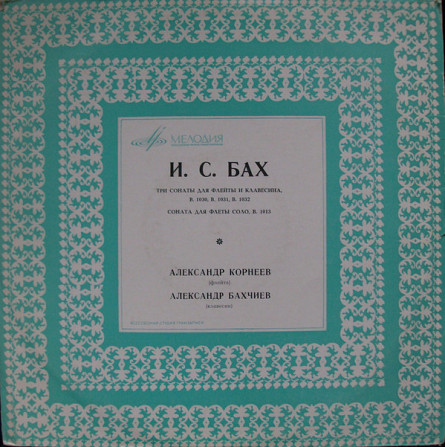 МЕЛОДИЯ
И. С. БАХ
ТРИ СОНАТЫ ДЛЯ ФЛЕЙТЫ И КЛАВЕСИНА,
В. 1030, В. 1031, В. 1032
СОНАТА ДЛЯ ФЛЕТЫ СОЛО, В. 1013
АЛЕКСАНДР КОРНЕЕВ
(флейта)
АЛЕКСАНДР БАХЧИЕВ
(клавесин)